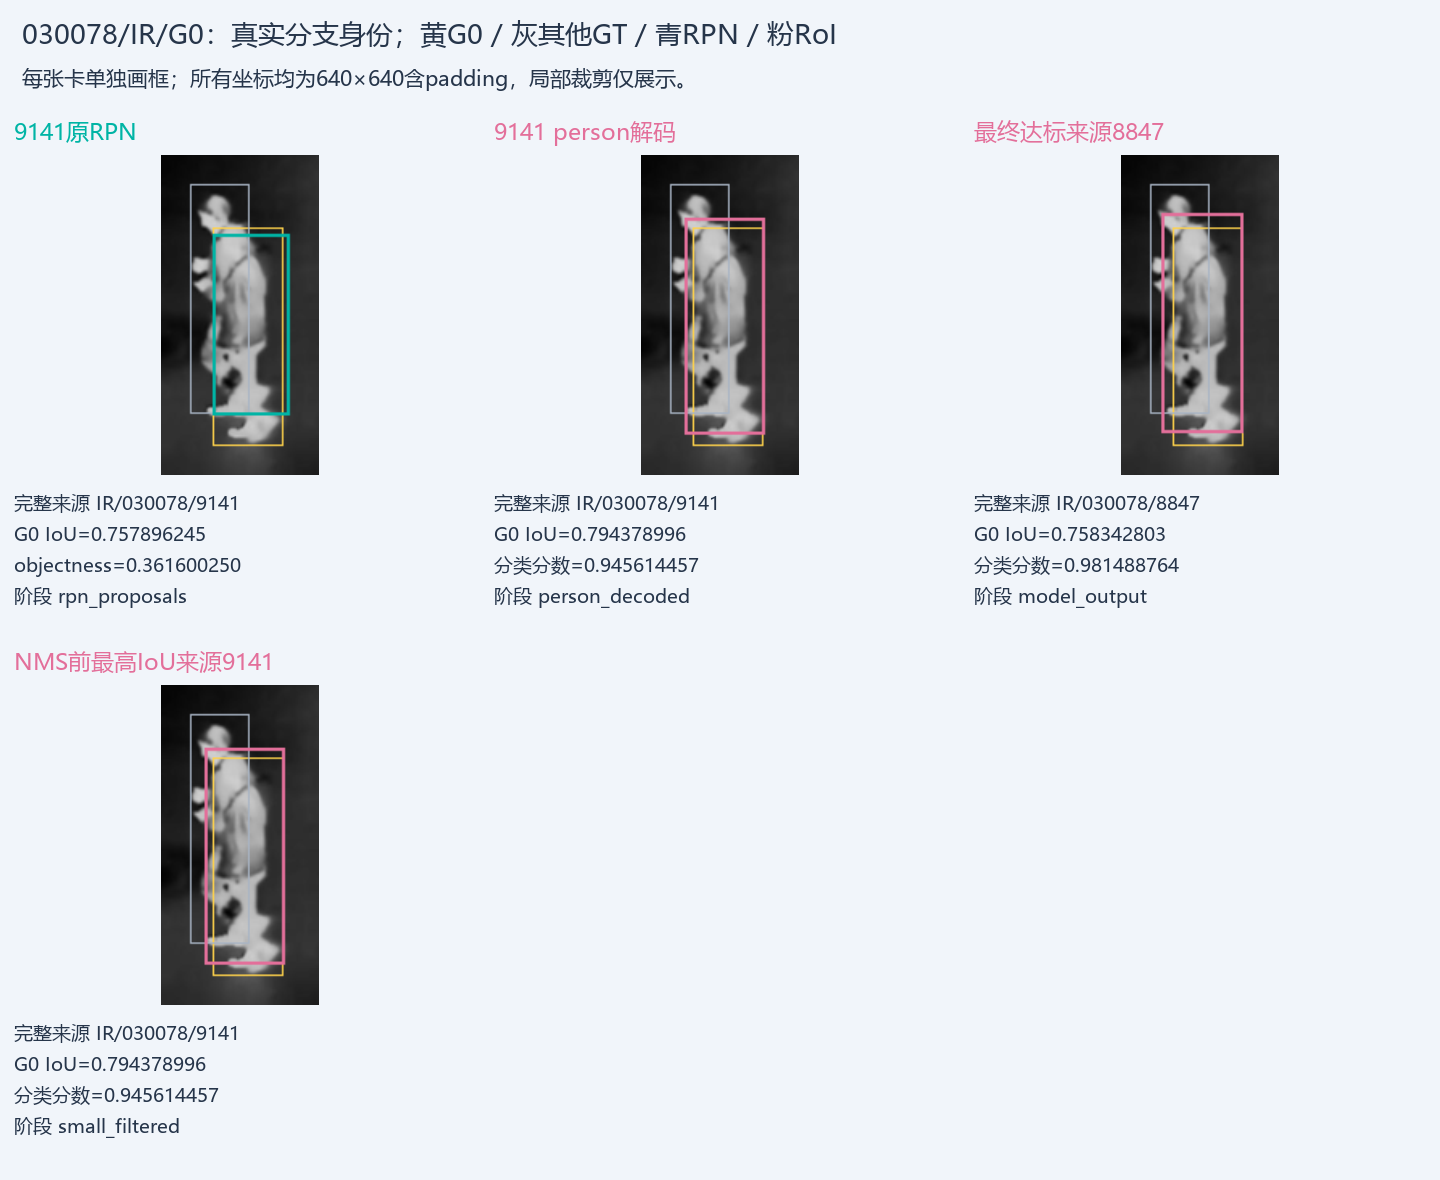 030078/IR/G0：真实分支身份；黄G0 / 灰其他GT / 青RPN / 粉RoI
每张卡单独画框；所有坐标均为640×640含padding，局部裁剪仅展示。
9141原RPN
9141 person解码
最终达标来源8847
完整来源 IR/030078/9141
G0 IoU=0.757896245
objectness=0.361600250
阶段 rpn_proposals
完整来源 IR/030078/9141
G0 IoU=0.794378996
分类分数=0.945614457
阶段 person_decoded
完整来源 IR/030078/8847
G0 IoU=0.758342803
分类分数=0.981488764
阶段 model_output
NMS前最高IoU来源9141
完整来源 IR/030078/9141
G0 IoU=0.794378996
分类分数=0.945614457
阶段 small_filtered